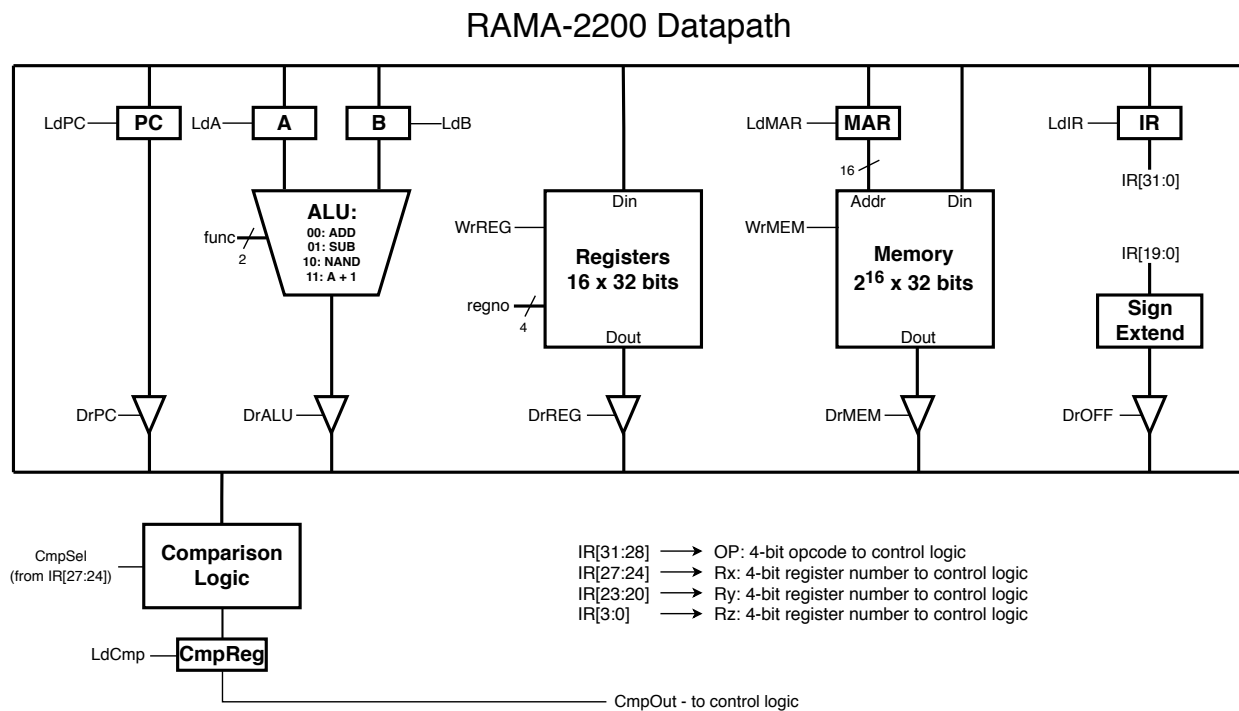 RAMA-2200 Datapath
LdPC
PC
LdA
A
B
LdB
LdMAR
MAR
LdIR
IR
16
IR[31:0]
ALU:
00: ADD
01: SUB
10: NAND
11: A + 1
func
2
Din
WrREG
Registers
16 x 32 bits
regno
4
Dout
Addr
Din
WrMEM
Memory
2^16 x 32 bits
Dout
IR[19:0]
Sign
Extend
DrPC
DrALU
DrREG
DrMEM
DrOFF
CmpSel
(from IR[27:24])
Comparison
Logic
IR[31:28] → OP: 4-bit opcode to control logic
IR[27:24] → Rx: 4-bit register number to control logic
IR[23:20] → Ry: 4-bit register number to control logic
IR[3:0] → Rz: 4-bit register number to control logic
LdCmp
CmpReg
CmpOut - to control logic